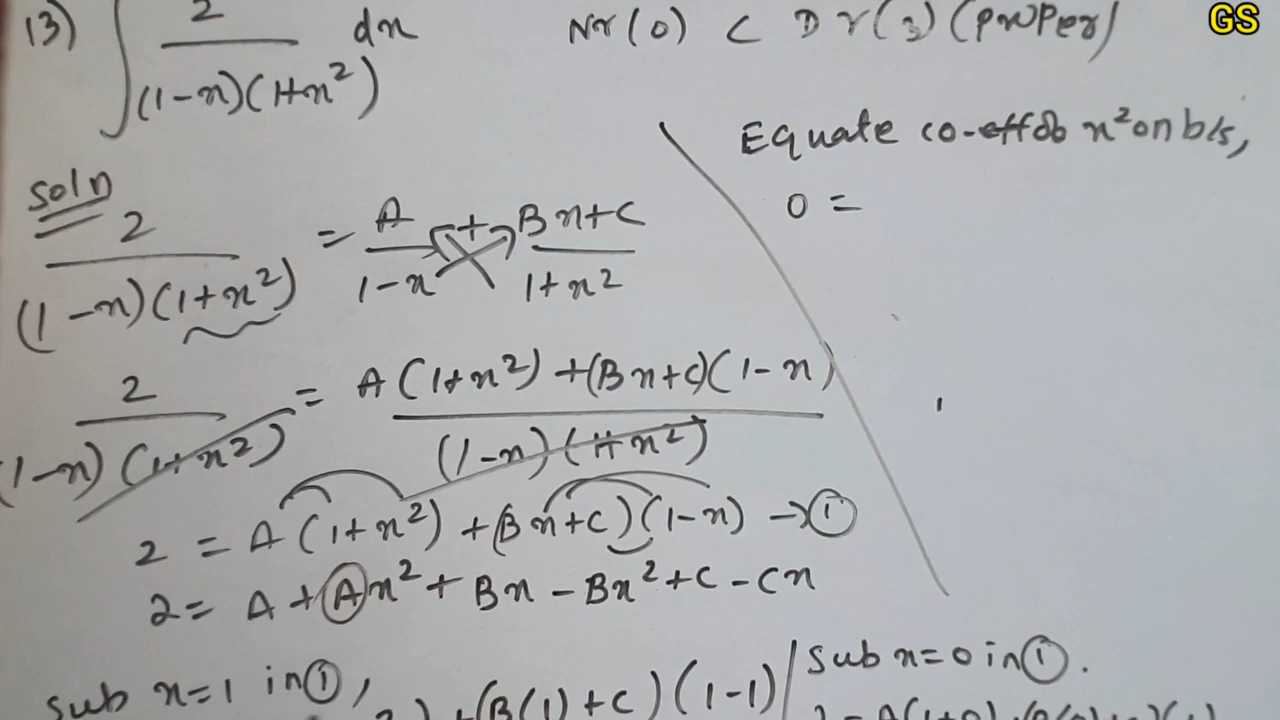 13) ∫ 2 / (1-x)(1+x²) dx
Nr(0) < Dr(3) (proper)
GS
Soln
2 / (1-x)(1+x²) = A / 1-x + Bx+C / 1+x²
2 / (1-x)(1+x²) = A(1+x²) + (Bx+C)(1-x) / (1-x)(1+x²)
2 = A(1+x²) + (Bx+C)(1-x) → ①
2 = A + Ax² + Bx - Bx² + C - Cx
Sub x=1 in ①,
+(B(1)+C)(1-1)
Equate co-eff of x² on b/s,
0 =
Sub x=0 in ①.